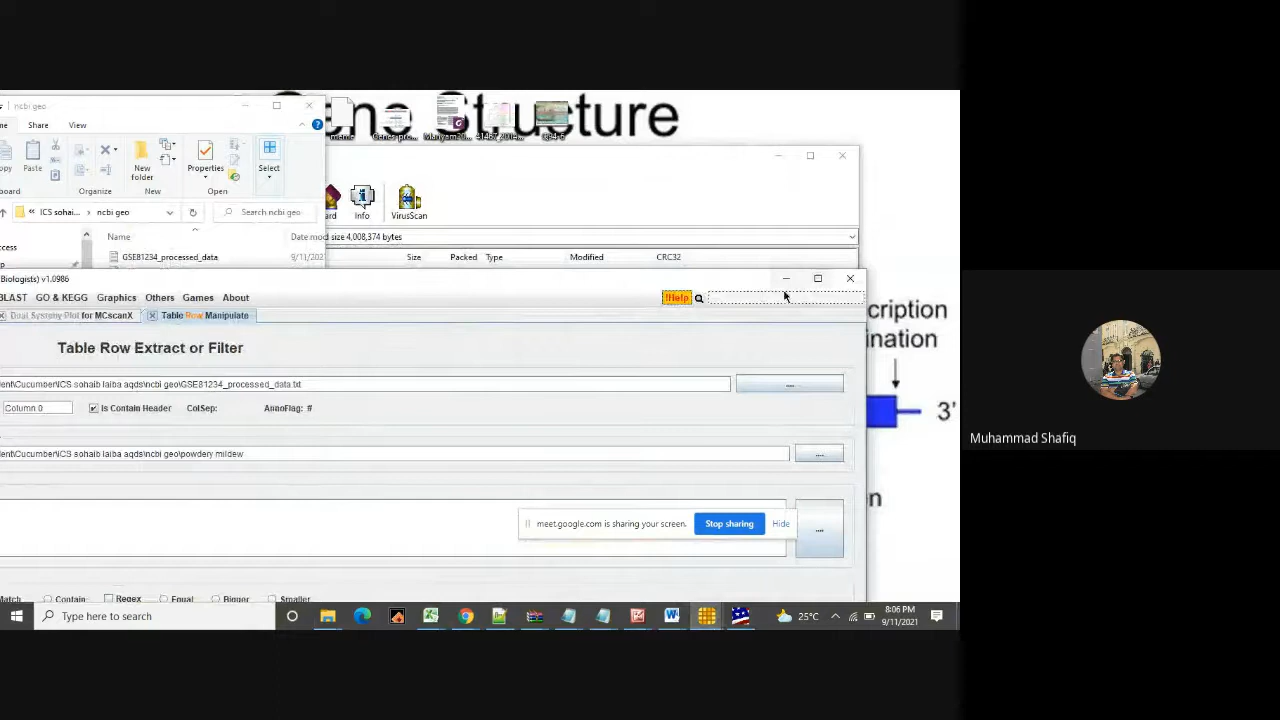 Gene Structure
ncbi geo
Share View
Paste
New folder
Properties
Select
Organize New Open
ICS sohai... ncbi geo Search ncbi geo
Name Date mod
GSE81234_processed_data 9/11/202
Info VirusScan
size 4,008,374 bytes
Size Packed Type Modified CRC32
Biologists) v1.0986
BLAST GO & KEGG Graphics Others Games About !Help
Dual Systeny Plot for MCscanX Table Row Manipulate
Table Row Extract or Filter
ent\Cucumber\ICS sohaib laiba aqds\ncbi geo\GSE81234_processed_data.txt ....
Column 0 Is Contain Header ColSep: AnnoFlag: #
ent\Cucumber\ICS sohaib laiba aqds\ncbi geo\powdery mildew ....
....
meet.google.com is sharing your screen. Stop sharing Hide
Match Contain Regex Equal Bigger Smaller
cription
ination
3'
n
Type here to search
25°C
8:06 PM
9/11/2021
Muhammad Shafiq